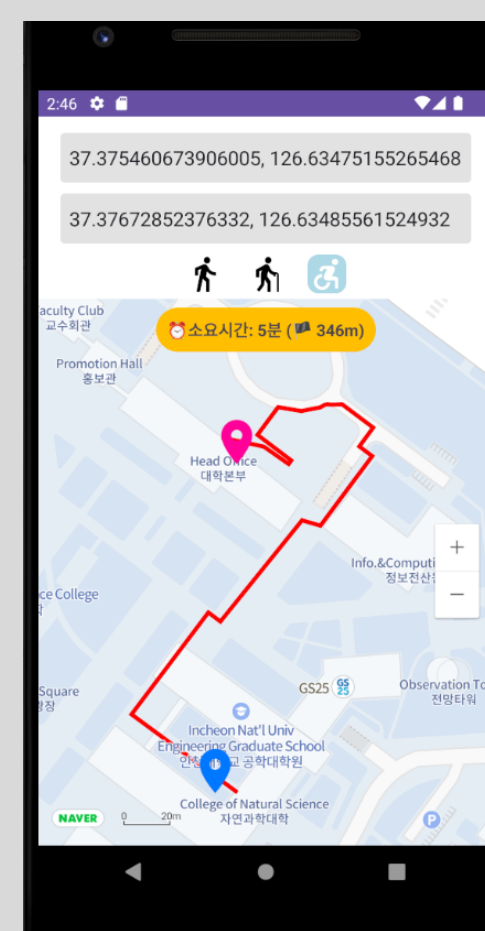 2:46
37.375460673906005, 126.63475155265468
37.37672852376332, 126.63485561524932
aculty Club
교수회관
소요시간: 5분 ( 346m)
Promotion Hall
홍보관
Head Office
대학본부
Info.&Computi
정보전산
ce College
Square
광장
GS25
GS
25
Observation To
전망타워
Incheon Nat'l Univ
Engineering Graduate School
교 공학대학원
College of Natural Science
자연과학대학
NAVER
0 20m
P